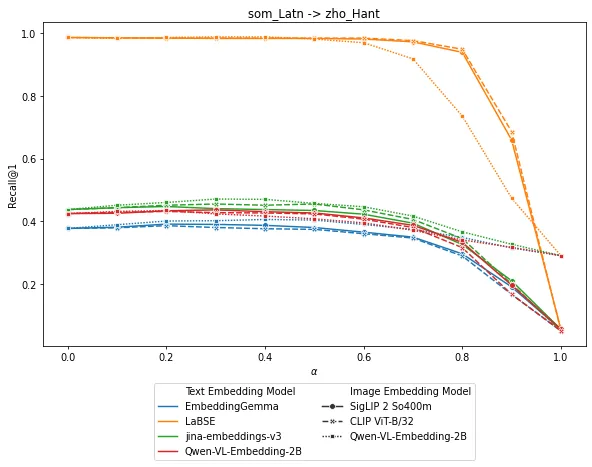 som_Latn -> zho_Hant
1.0
0.8
0.6
0.4
0.2
Recall@1
0.0 0.2 0.4 0.6 0.8 1.0
α
Text Embedding Model Image Embedding Model
EmbeddingGemma SigLIP 2 So400m
LaBSE CLIP ViT-B/32
jina-embeddings-v3 Qwen-VL-Embedding-2B
Qwen-VL-Embedding-2B